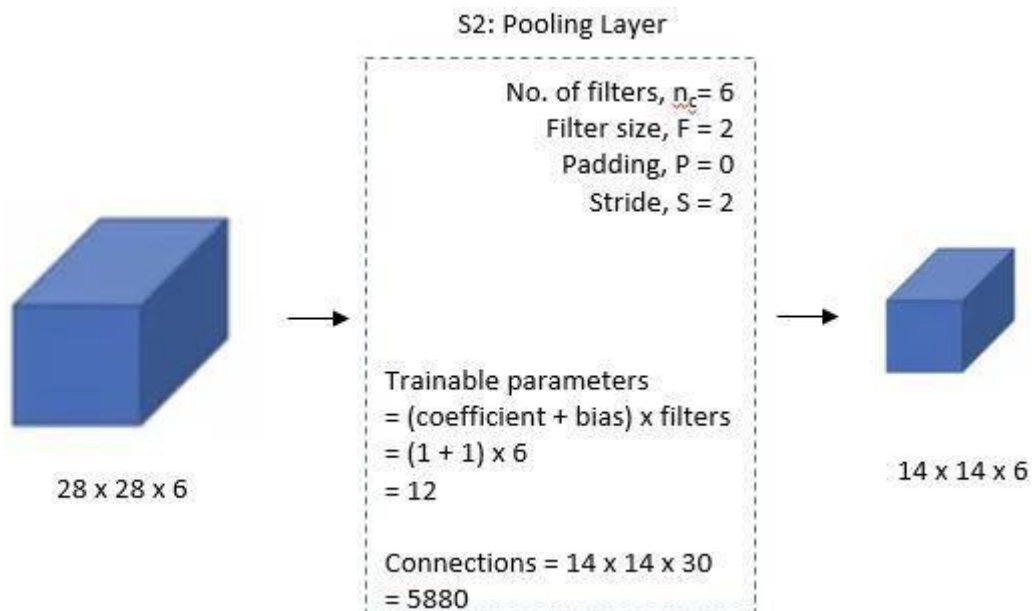 S2: Pooling Layer
No. of filters, nc= 6
Filter size, F = 2
Padding, P = 0
Stride, S = 2
Trainable parameters
= (coefficient + bias) x filters
= (1 + 1) x 6
= 12
Connections = 14 x 14 x 30
= 5880
28 x 28 x 6
14 x 14 x 6